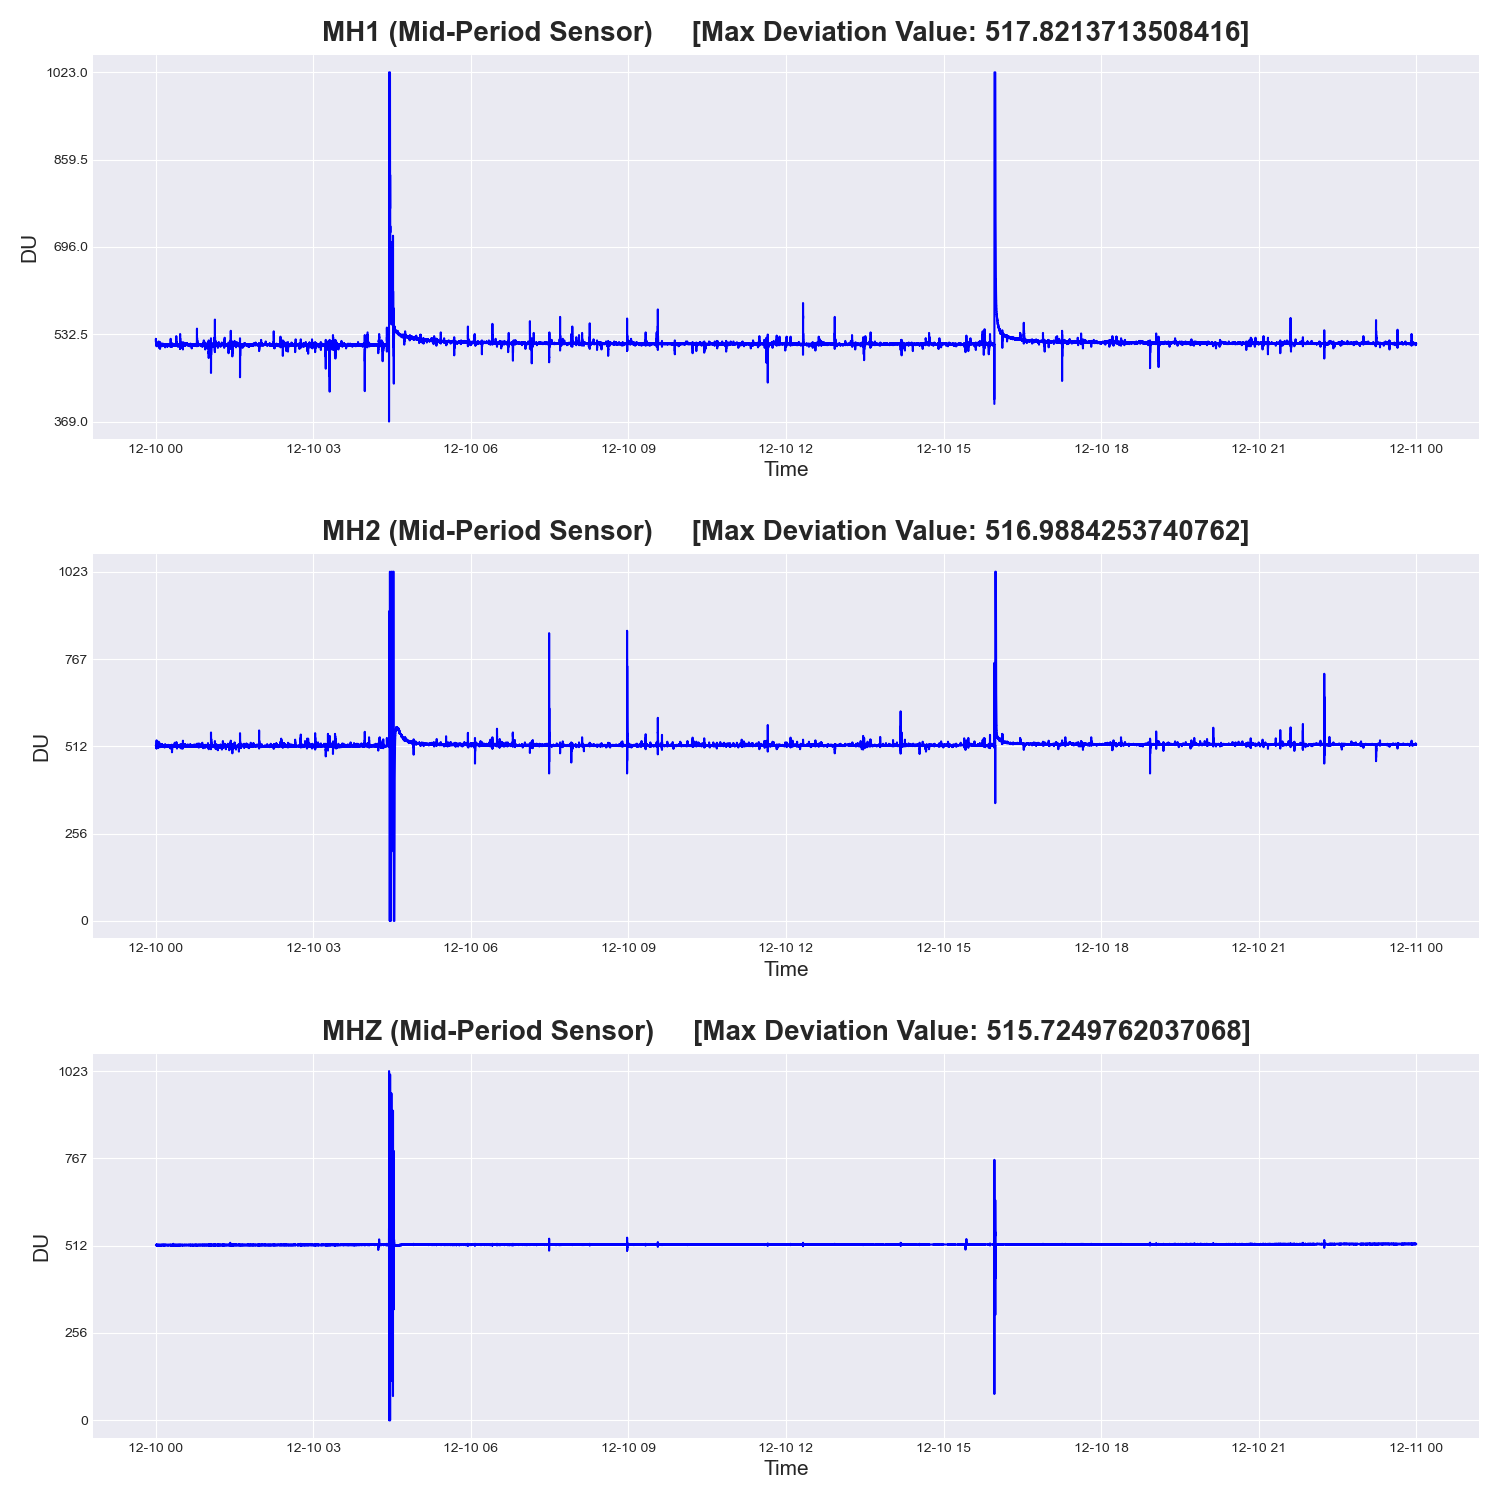 MH1 (Mid-Period Sensor) [Max Deviation Value: 517.8213713508416]
1023.0
859.5
696.0
532.5
369.0
DU
12-10 00 12-10 03 12-10 06 12-10 09 12-10 12 12-10 15 12-10 18 12-10 21 12-11 00
Time
MH2 (Mid-Period Sensor) [Max Deviation Value: 516.9884253740762]
1023
767
512
256
0
DU
12-10 00 12-10 03 12-10 06 12-10 09 12-10 12 12-10 15 12-10 18 12-10 21 12-11 00
Time
MHZ (Mid-Period Sensor) [Max Deviation Value: 515.7249762037068]
1023
767
512
256
0
DU
12-10 00 12-10 03 12-10 06 12-10 09 12-10 12 12-10 15 12-10 18 12-10 21 12-11 00
Time